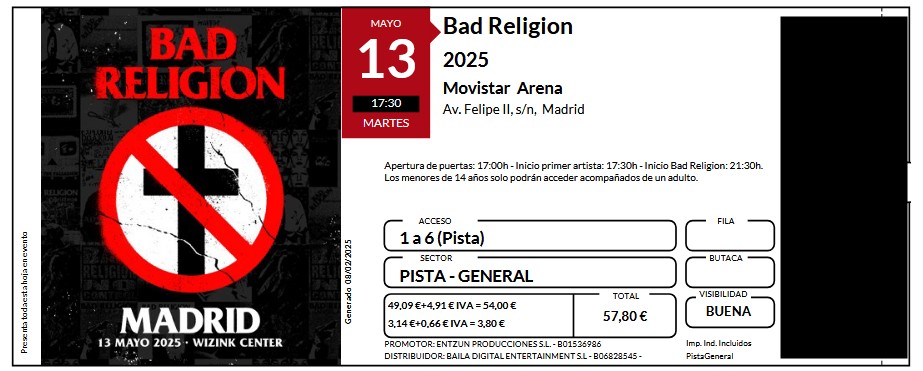 Presenta toda esta hoja en evento
BAD
RELIGION
MADRID
13 MAYO 2025 · WIZINK CENTER
Generado 08/02/2025
MAYO
13
17:30
MARTES
Bad Religion
2025
Movistar Arena
Av. Felipe II, s/n, Madrid
Apertura de puertas: 17:00h - Inicio primer artista: 17:30h - Inicio Bad Religion: 21:30h.
Los menores de 14 años solo podrán acceder acompañados de un adulto.
ACCESO
1 a 6 (Pista)
FILA
SECTOR
PISTA - GENERAL
BUTACA
49,09 €+4,91 € IVA = 54,00 €
3,14 €+0,66 € IVA = 3,80 €
TOTAL
57,80 €
VISIBILIDAD
BUENA
PROMOTOR: ENTZUN PRODUCCIONES S.L. - B01536986
DISTRIBUIDOR: BAILA DIGITAL ENTERTAINMENT S.L - B06828545 -
Imp. Ind. Incluidos
PistaGeneral